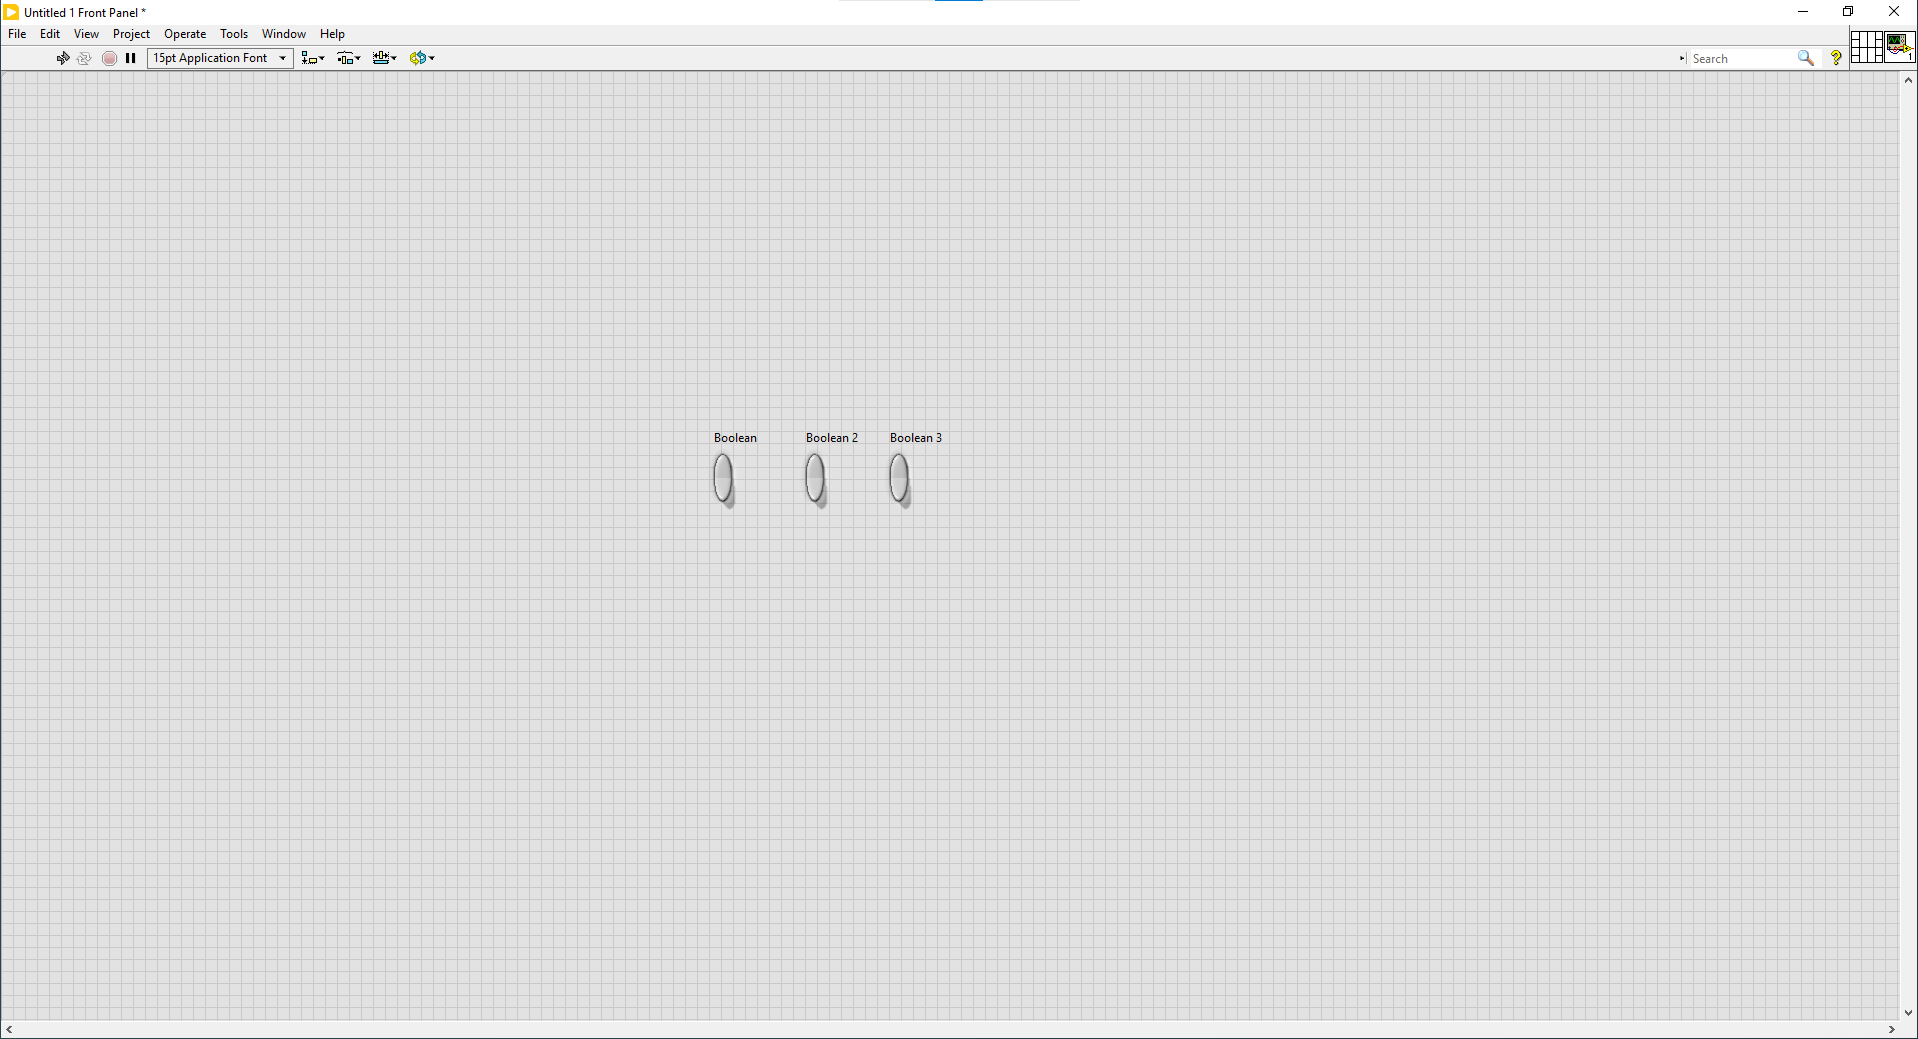 Untitled 1 Front Panel *
File Edit View Project Operate Tools Window Help
15pt Application Font Search ? 1
Boolean Boolean 2 Boolean 3